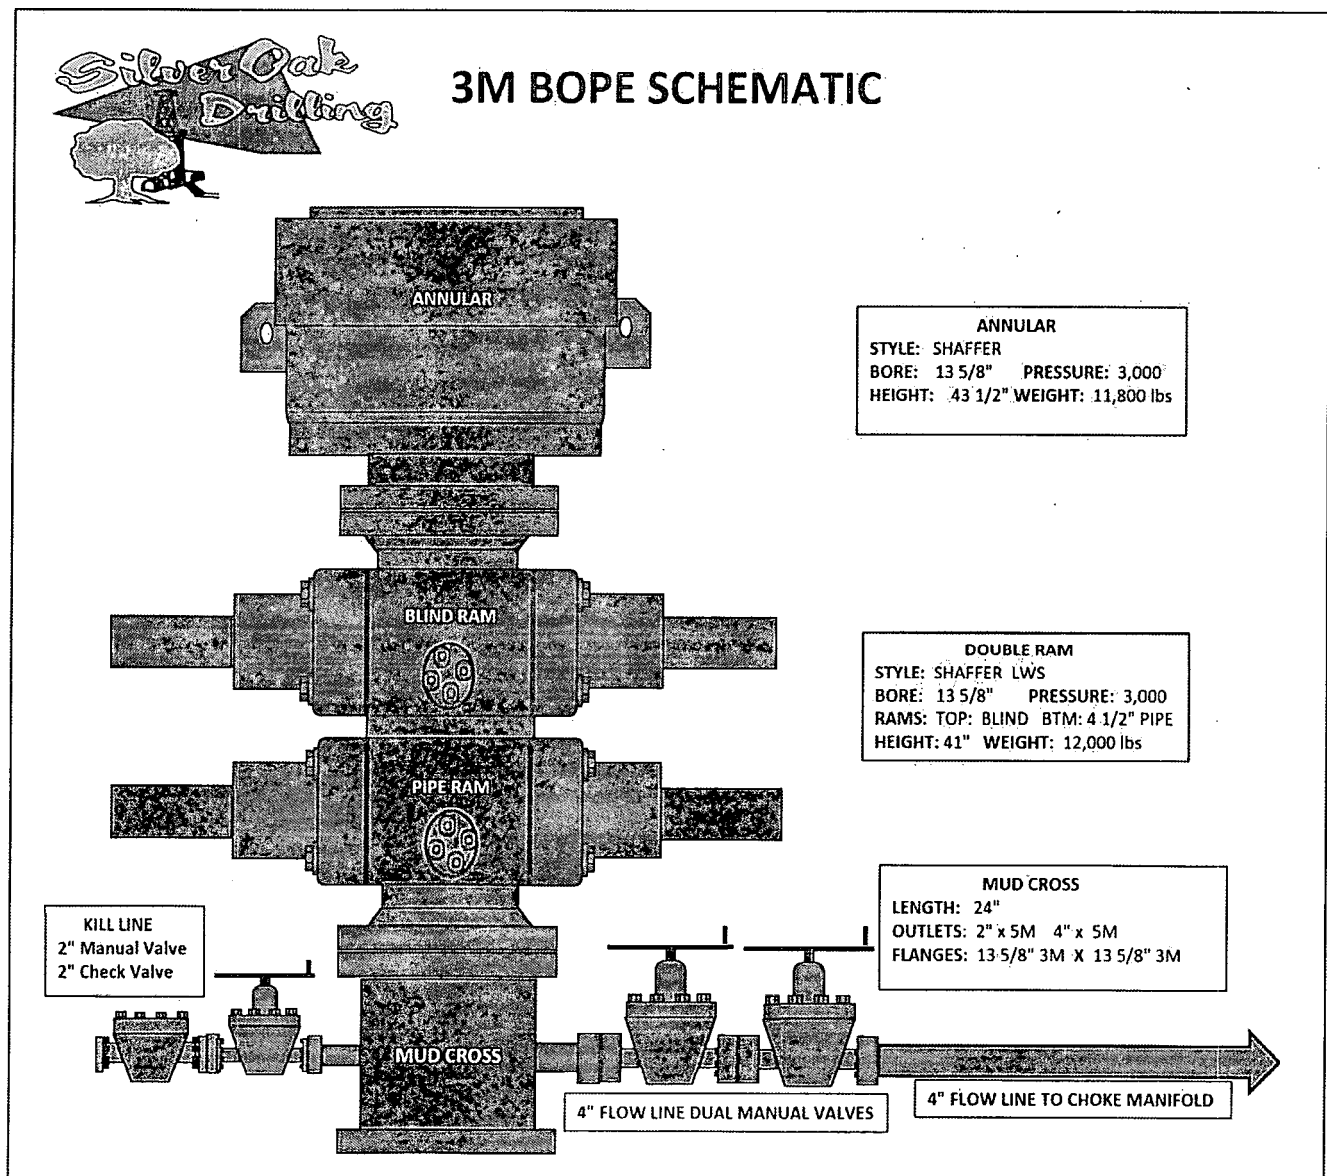 Silver Oak
Drilling
3M BOPE SCHEMATIC
ANNULAR
ANNULAR
STYLE: SHAFFER
BORE: 13 5/8" PRESSURE: 3,000
HEIGHT: 43 1/2" WEIGHT: 11,800 lbs
BLIND RAM
DOUBLE RAM
STYLE: SHAFFER LWS
BORE: 13 5/8" PRESSURE: 3,000
RAMS: TOP: BLIND BTM: 4 1/2" PIPE
HEIGHT: 41" WEIGHT: 12,000 lbs
PIPE RAM
MUD CROSS
LENGTH: 24"
OUTLETS: 2" x 5M 4" x 5M
FLANGES: 13 5/8" 3M X 13 5/8" 3M
KILL LINE
2" Manual Valve
2" Check Valve
MUD CROSS
4" FLOW LINE DUAL MANUAL VALVES
4" FLOW LINE TO CHOKE MANIFOLD